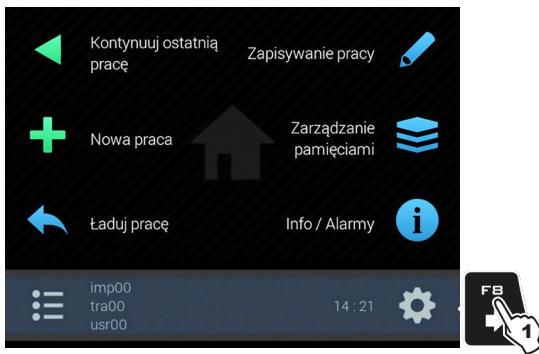 Kontynuuj ostatnią
pracę
Zapisywanie pracy
Nowa praca
Zarządzanie
pamięciami
Ładuj pracę
Info / Alarmy
i
imp00
tra00
usr00
14 : 21
F8
1